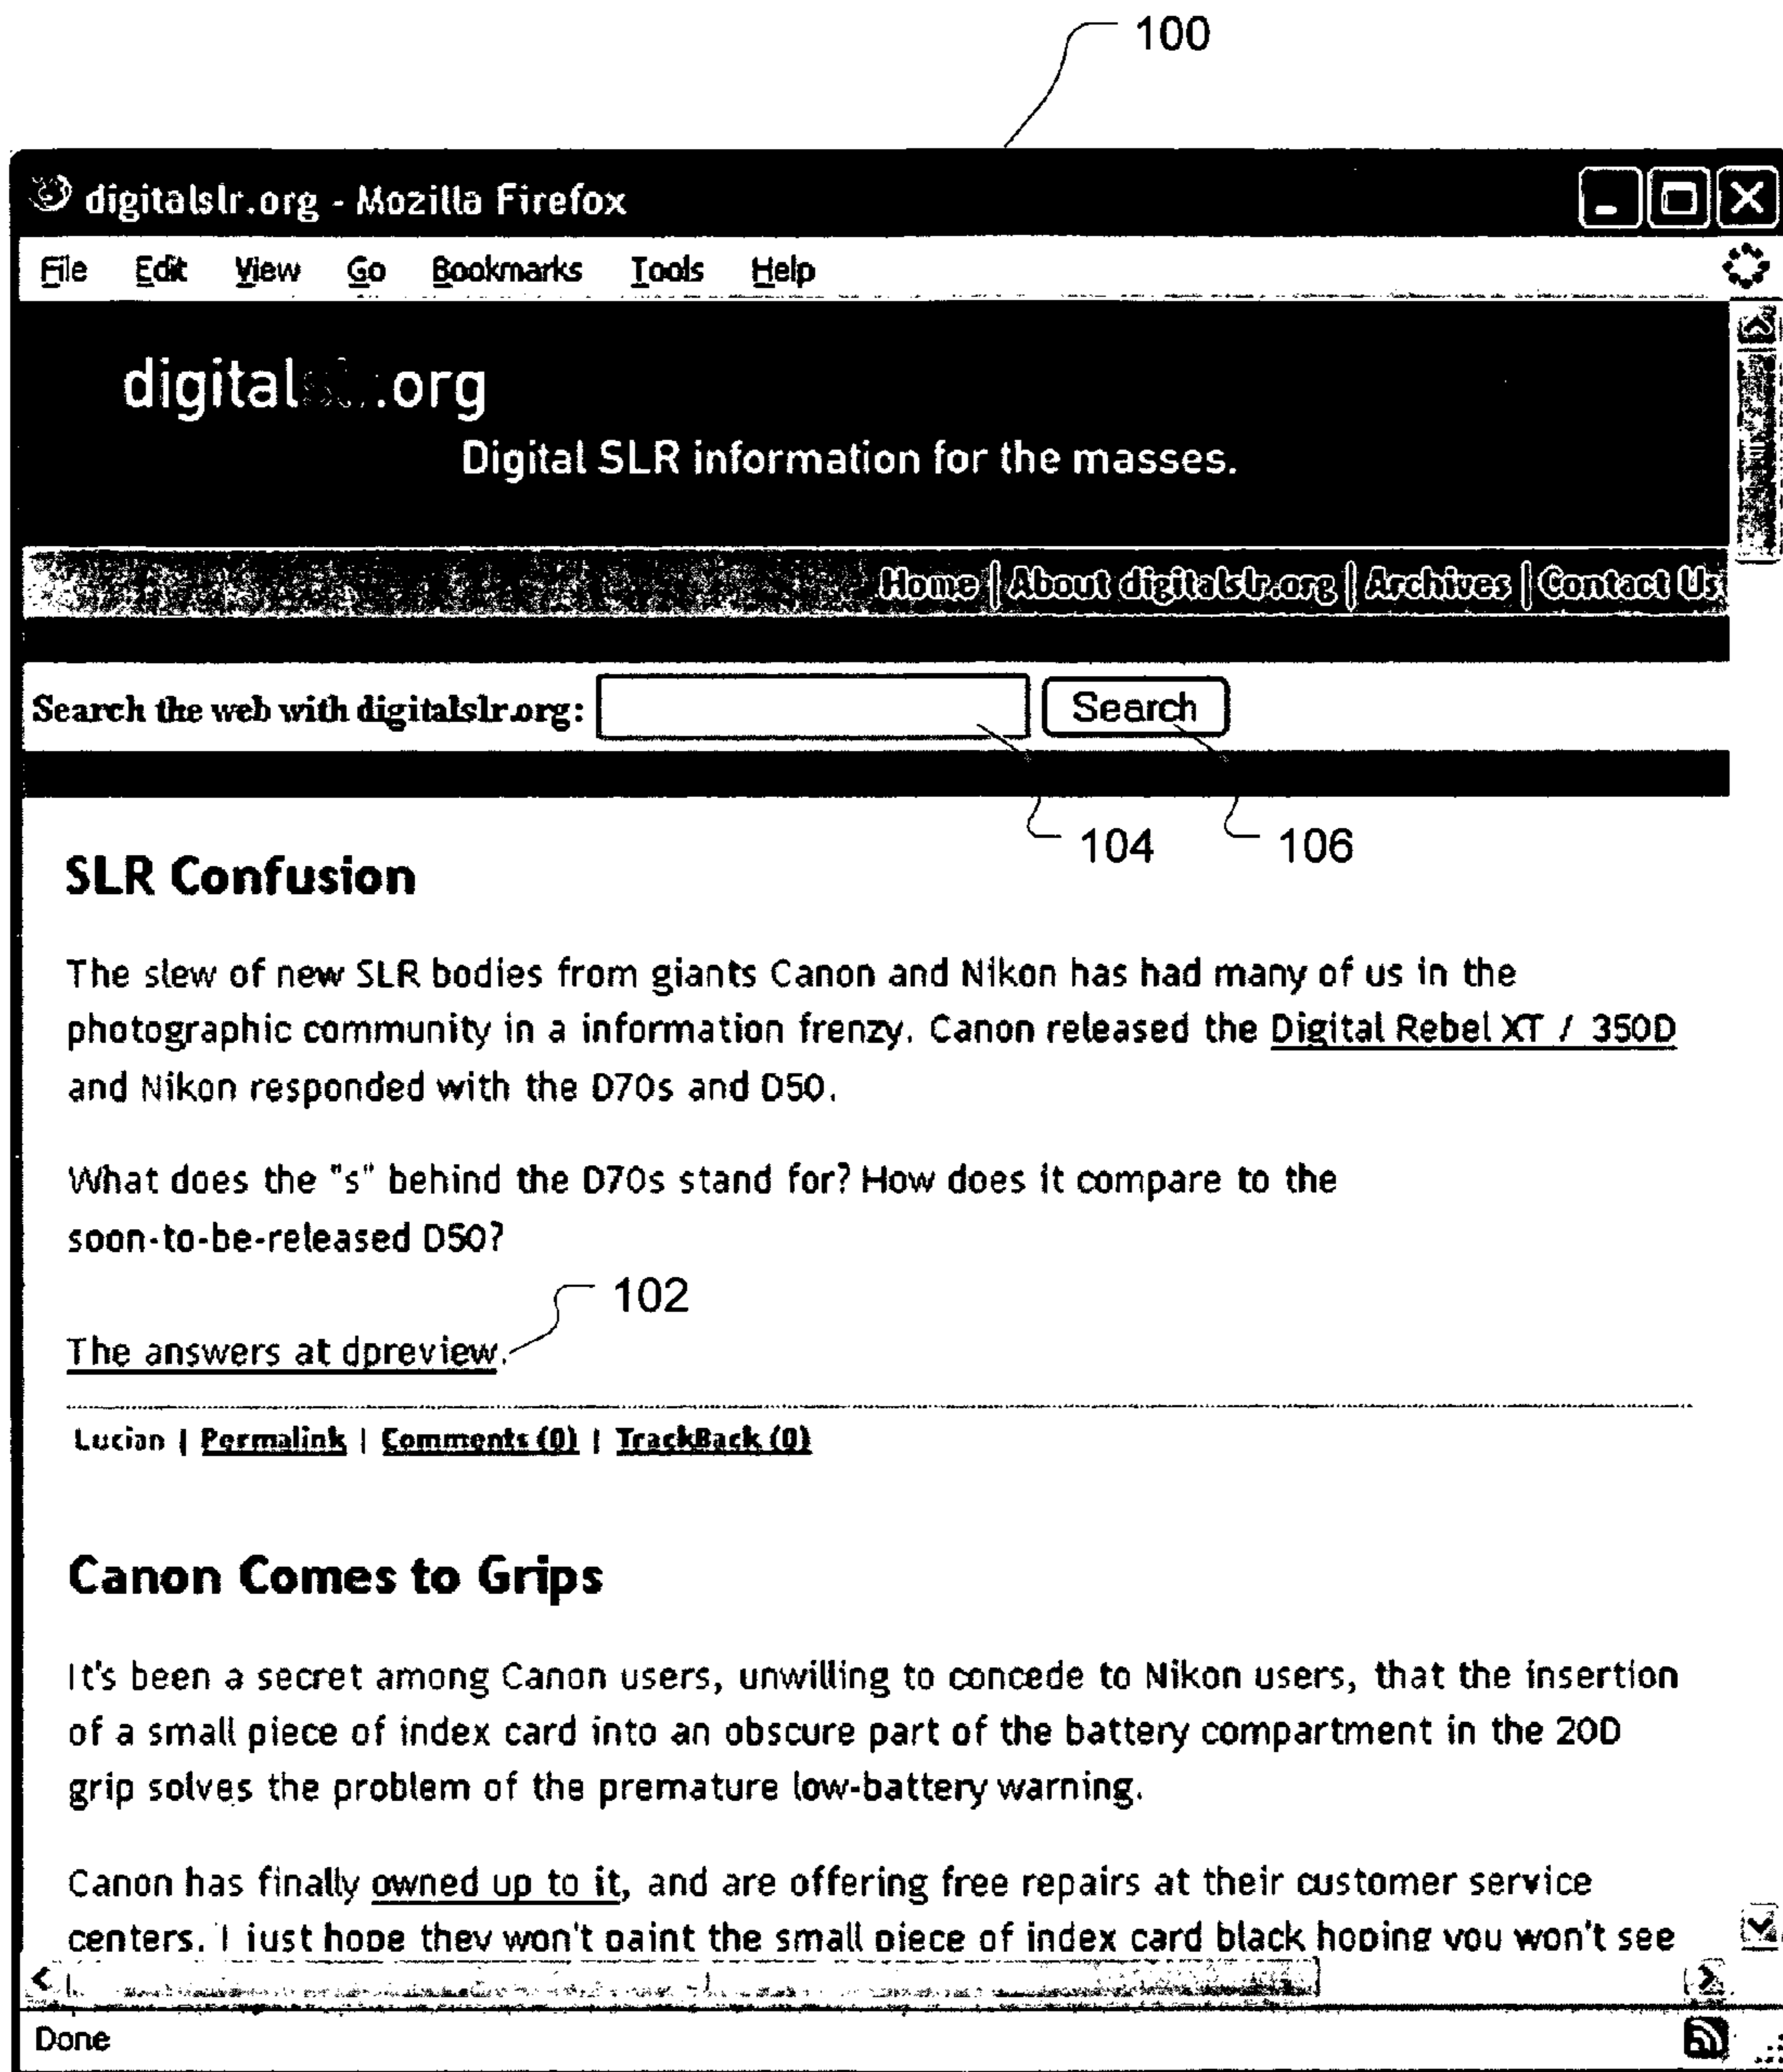 100
digitalslr.org - Mozilla Firefox
File Edit View Go Bookmarks Tools Help
digitalslr.org
Digital SLR information for the masses.
Home | About digitalslr.org | Archives | Contact Us
Search the web with digitalslr.org: Search
104 106
SLR Confusion
The slew of new SLR bodies from giants Canon and Nikon has had many of us in the
photographic community in a information frenzy. Canon released the Digital Rebel XT / 350D
and Nikon responded with the D70s and D50.
What does the "s" behind the D70s stand for? How does it compare to the
soon-to-be-released D50?
102
The answers at dpreview.
Lucian | Permalink | Comments (0) | TrackBack (0)
Canon Comes to Grips
It's been a secret among Canon users, unwilling to concede to Nikon users, that the insertion
of a small piece of index card into an obscure part of the battery compartment in the 20D
grip solves the problem of the premature low-battery warning.
Canon has finally owned up to it, and are offering free repairs at their customer service
centers. I just hope they won't paint the small piece of index card black hoping you won't see
Done